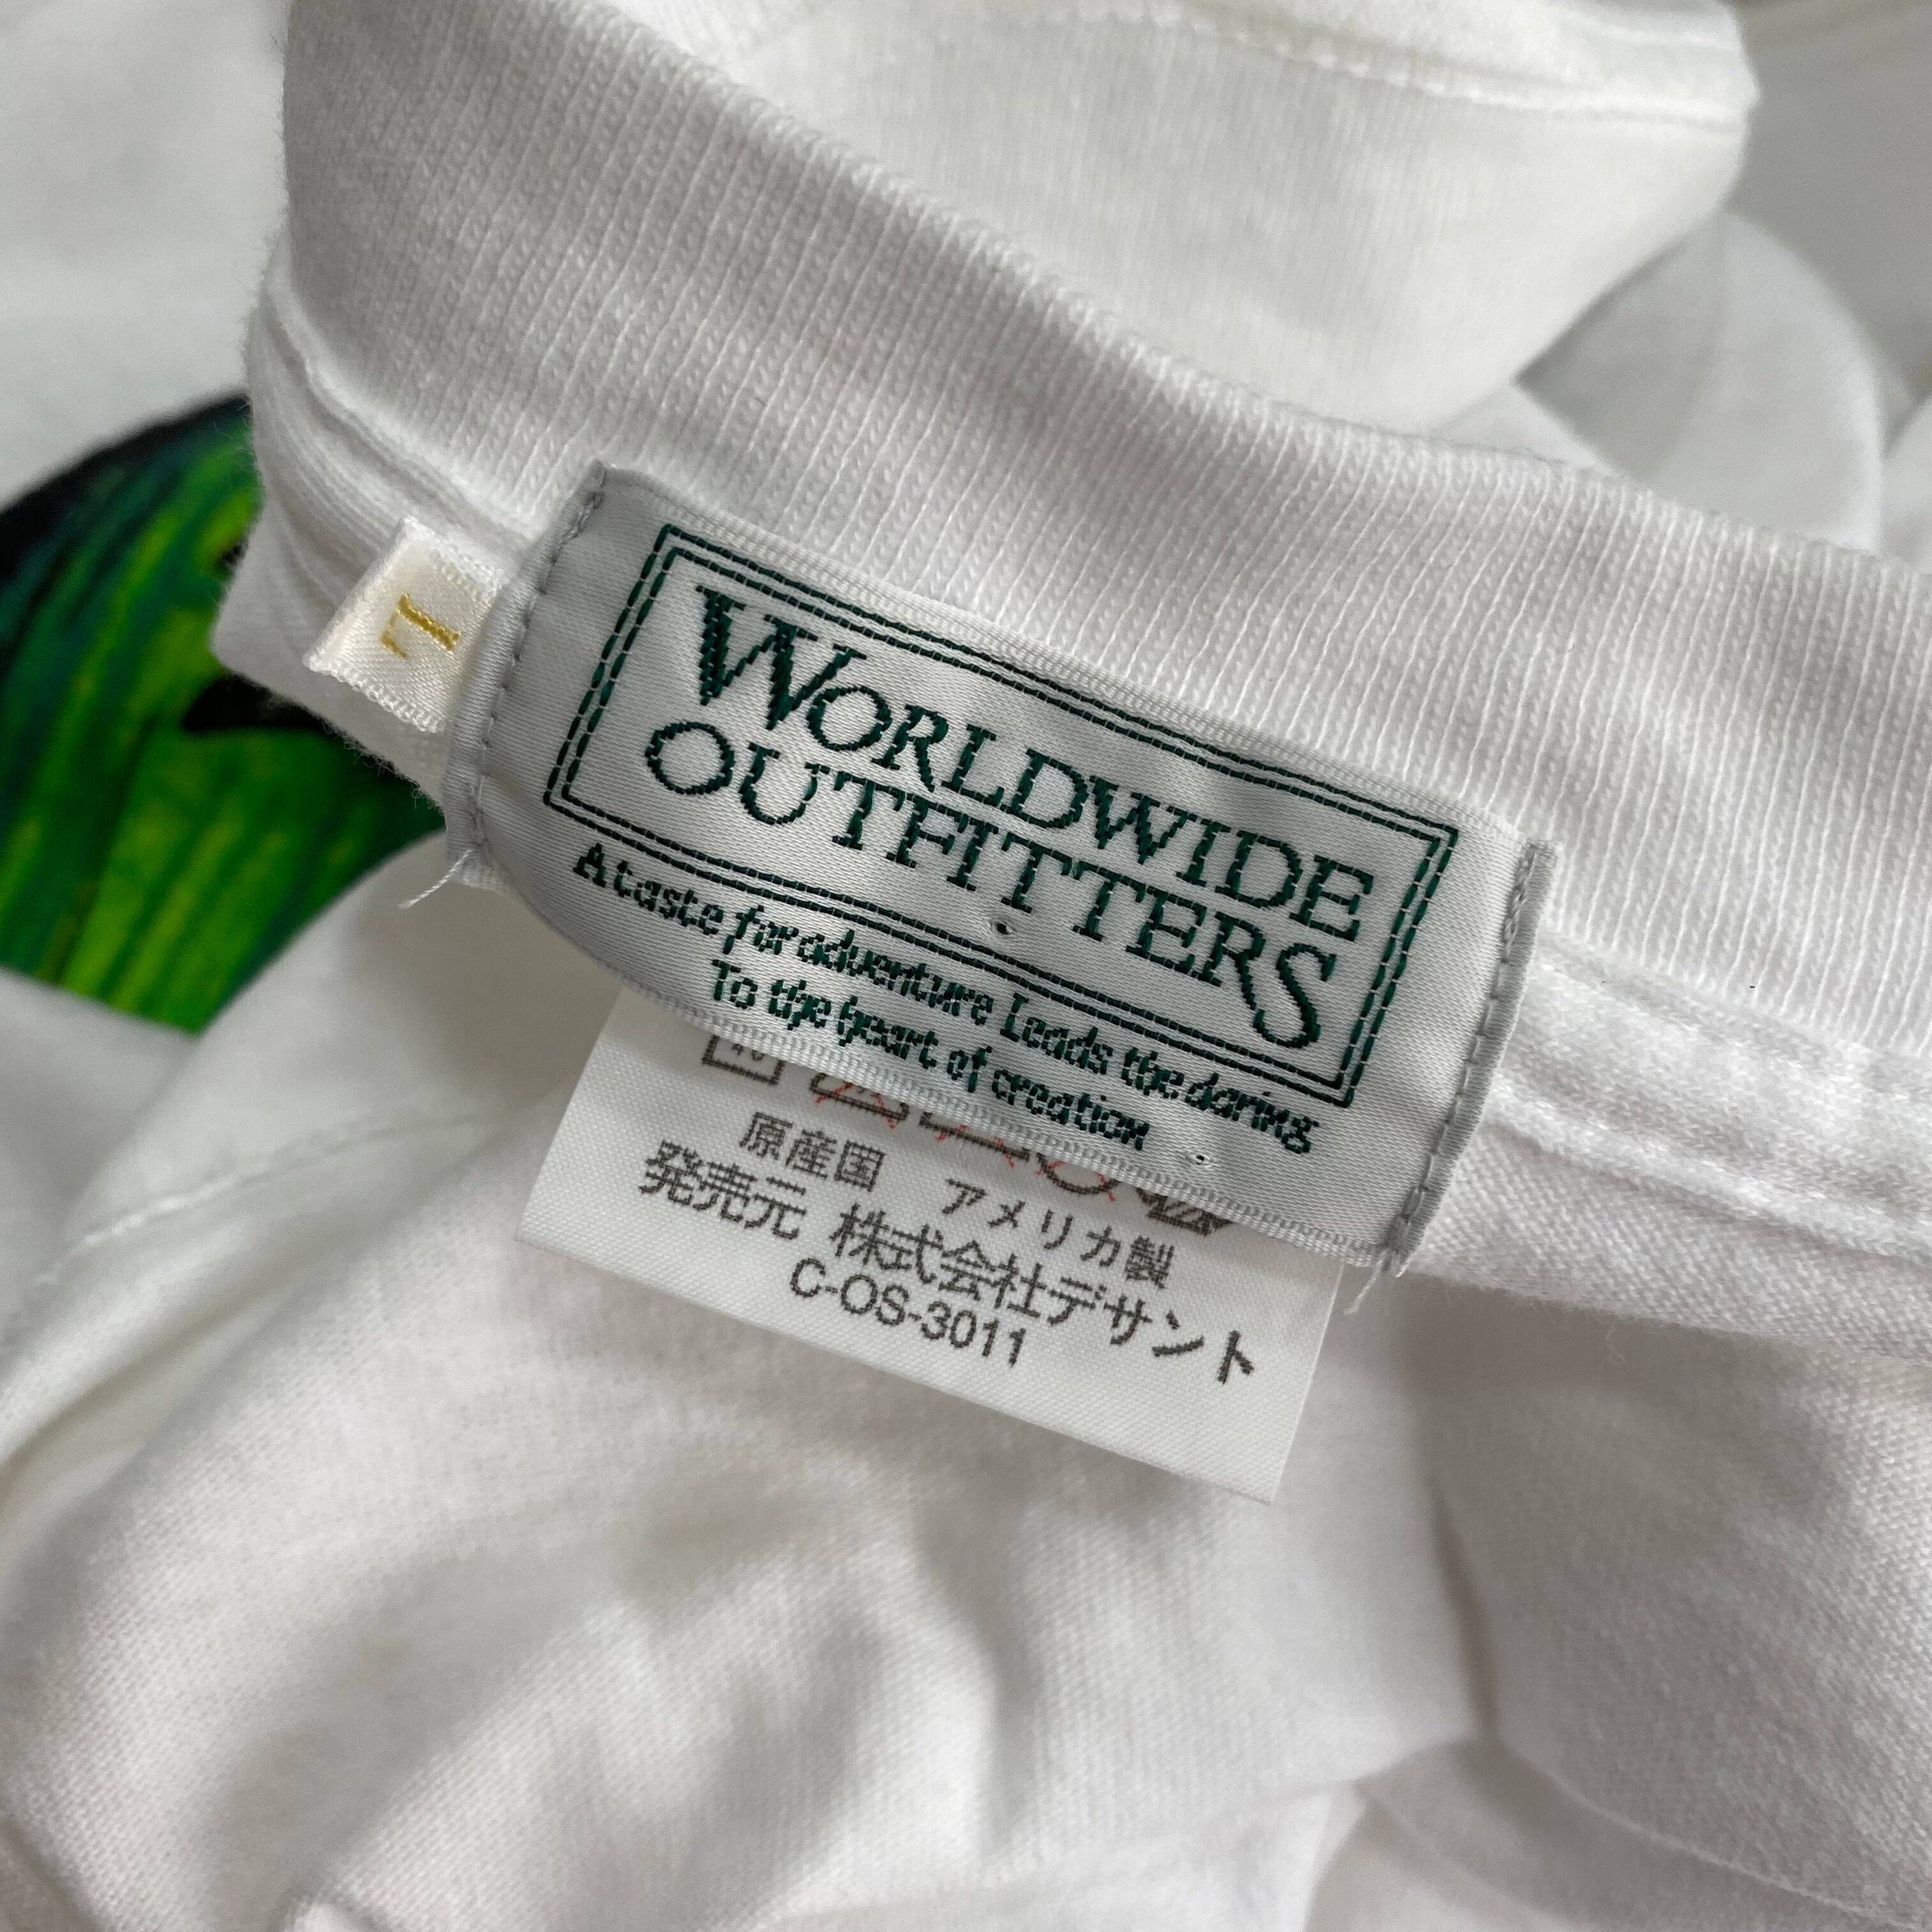 L
WORLDWIDE
OUTFITTERS
A taste for adventure Leads the daring
To the heart of creation
原産国 アメリカ製
発売元 株式会社デサント
C-OS-3011